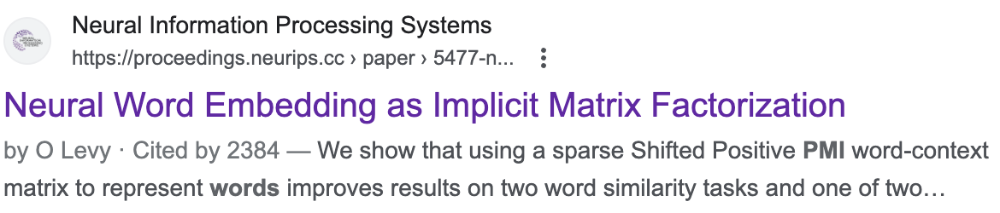 Neural Information Processing Systems
https://proceedings.neurips.cc › paper › 5477-n...
Neural Word Embedding as Implicit Matrix Factorization
by O Levy · Cited by 2384 — We show that using a sparse Shifted Positive PMI word-context
matrix to represent words improves results on two word similarity tasks and one of two…